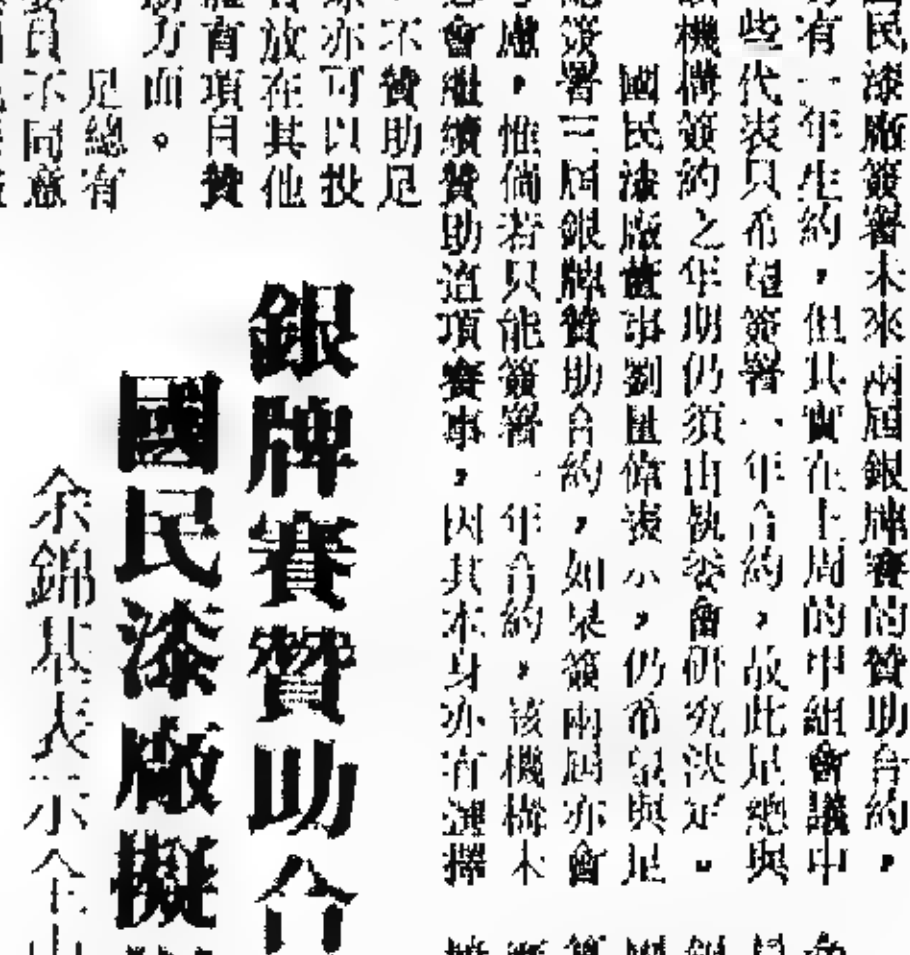 國民漆廠簽署未來兩屆銀牌賽的贊助合約，
有一年生約，但其實在上周的甲組會議中
些代表只希望簽署一年合約，故此足總與
機構簽約之年期仍須由執委會研究決定。
國民漆廠董事劉量偉表示，仍希望與足
總簽署三屆銀牌贊助合約，如果簽兩屆亦會
考慮，惟倘若只能簽署一年合約，該機構未
必會繼續贊助這項賽事，因其本身亦有選擇
不贊助足
亦可以投
放在其他
有項目贊
助方面。
足總有
員不同意
銀牌賽贊助合
國民漆廠擬
余錦基表示全